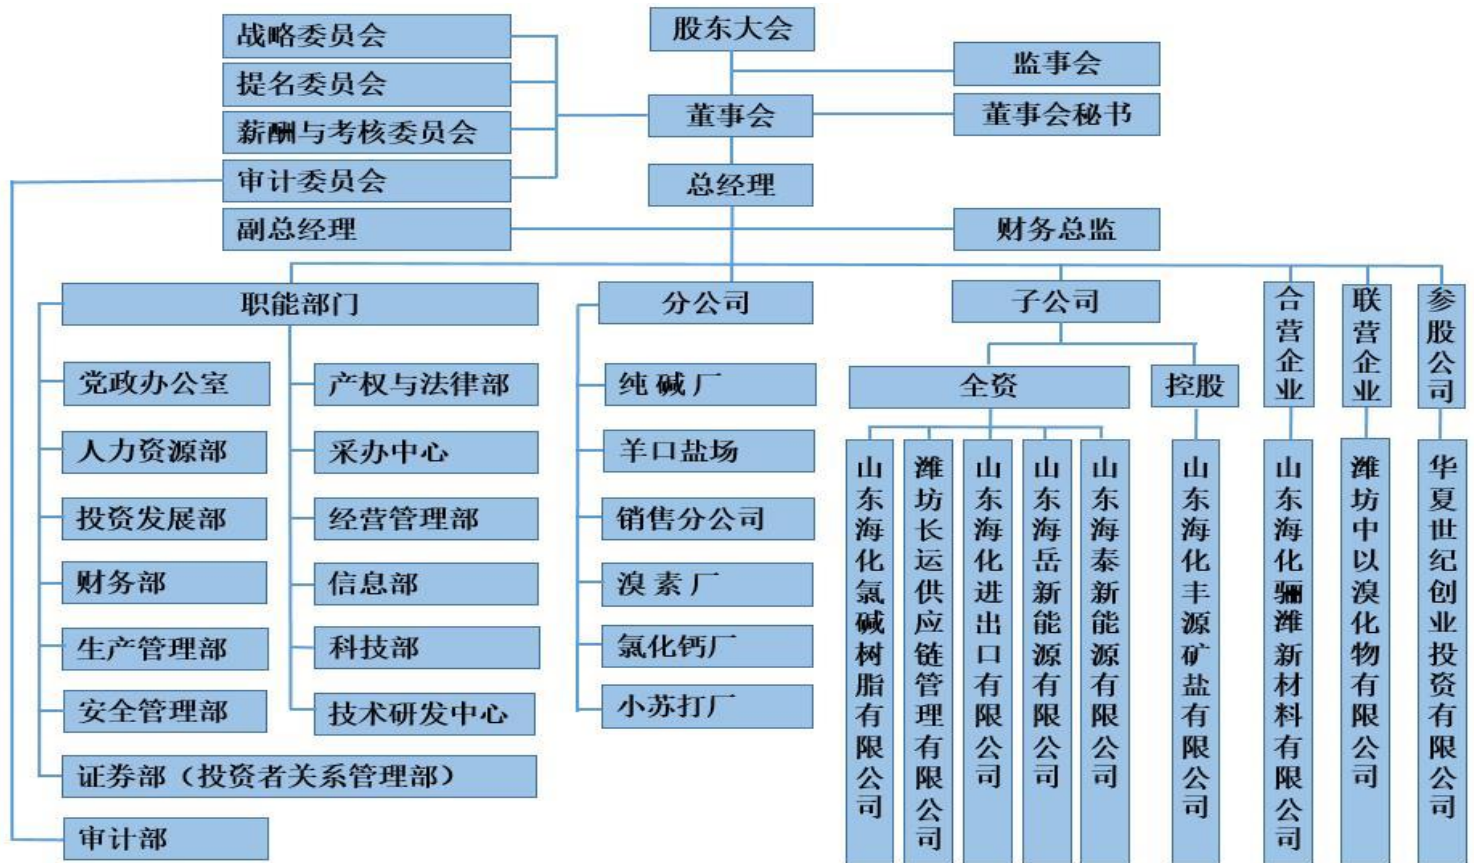 股东大会
战略委员会
提名委员会
薪酬与考核委员会
审计委员会
监事会
董事会
董事会秘书
总经理
副总经理
财务总监
职能部门
党政办公室
人力资源部
投资发展部
财务部
生产管理部
安全管理部
证券部（投资者关系管理部）
审计部
产权与法律部
采办中心
经营管理部
信息部
科技部
技术研发中心
分公司
纯碱厂
羊口盐场
销售分公司
溴素厂
氯化钙厂
小苏打厂
子公司
全资
山东海化氯碱树脂有限公司
潍坊长运供应链管理有限公司
山东海化进出口有限公司
山东海岳新能源有限公司
山东海泰新能源有限公司
控股
山东海化丰源矿盐有限公司
合营企业
山东海化骊潍新材料有限公司
联营企业
潍坊中以溴化物有限公司
参股公司
华夏世纪创业投资有限公司